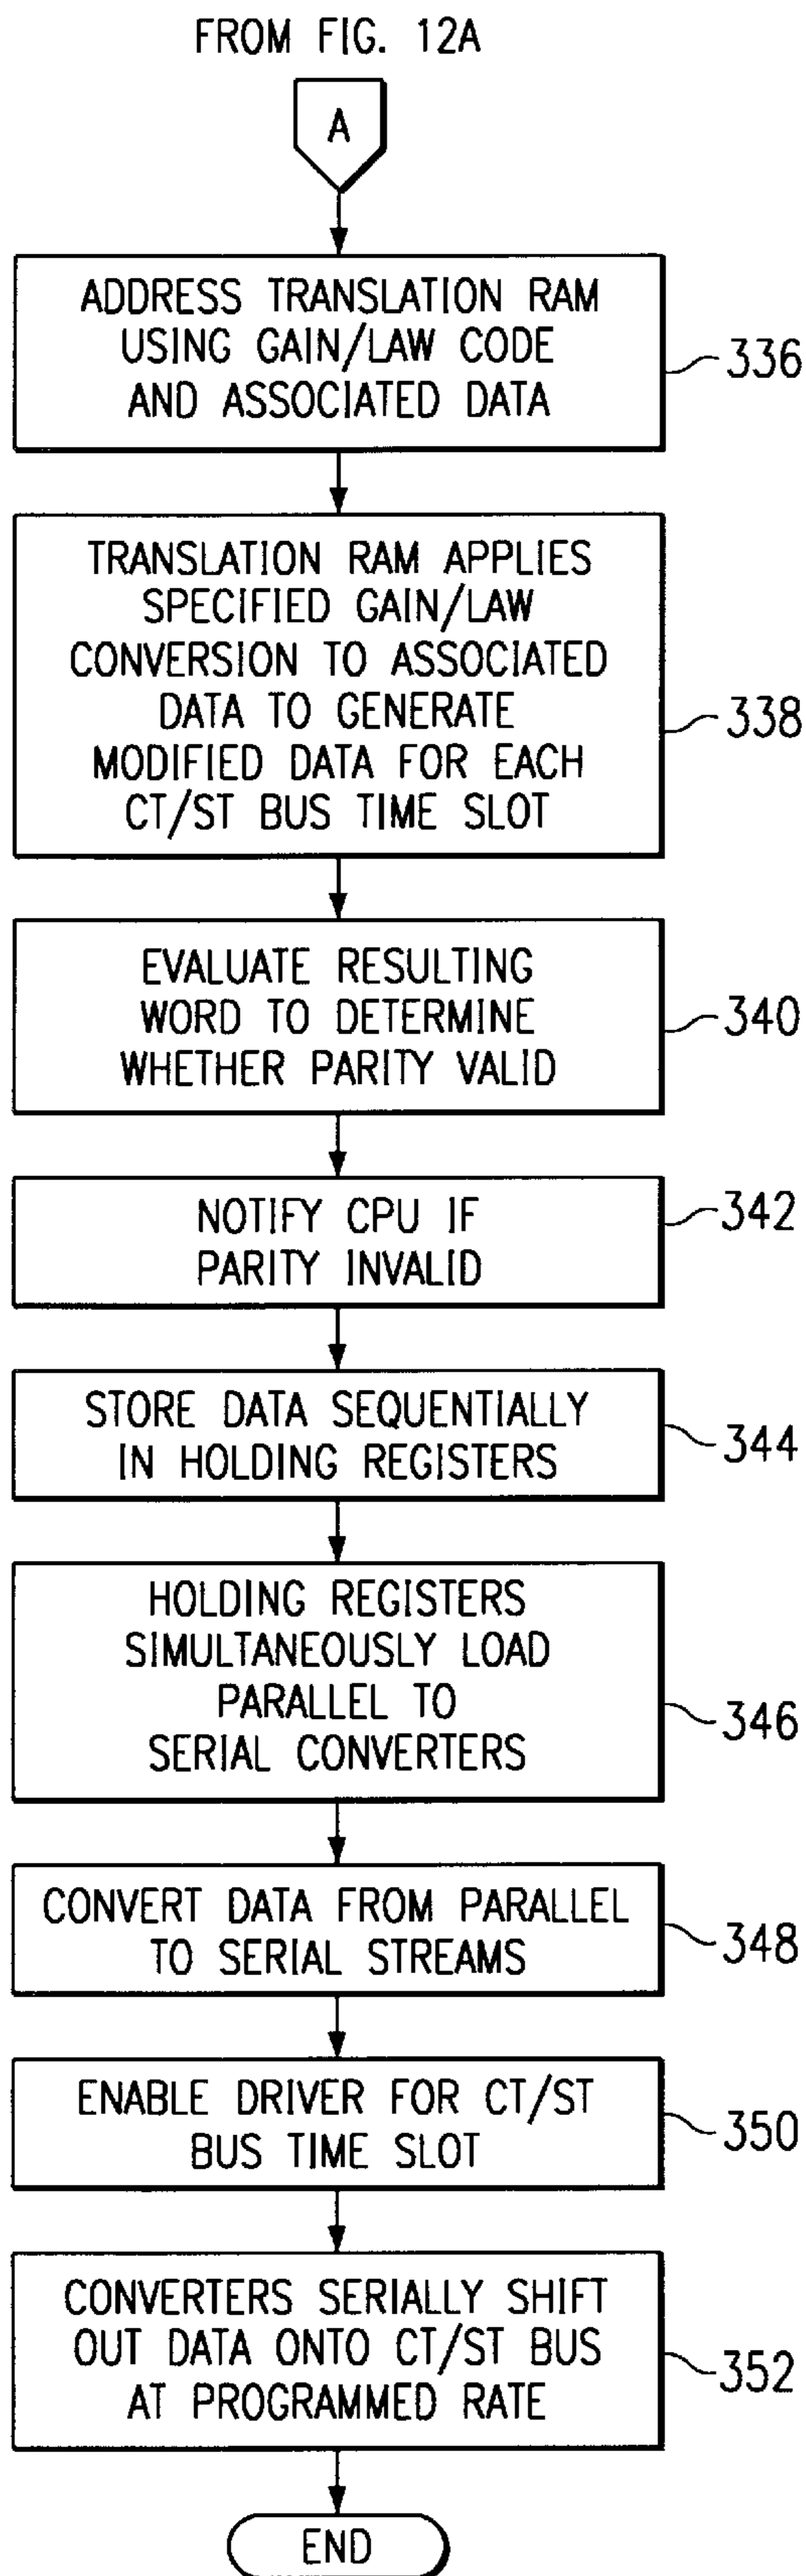 FROM FIG. 12A
A
ADDRESS TRANSLATION RAM
USING GAIN/LAW CODE
AND ASSOCIATED DATA
336
TRANSLATION RAM APPLIES
SPECIFIED GAIN/LAW
CONVERSION TO ASSOCIATED
DATA TO GENERATE
MODIFIED DATA FOR EACH
CT/ST BUS TIME SLOT
338
EVALUATE RESULTING
WORD TO DETERMINE
WHETHER PARITY VALID
340
NOTIFY CPU IF
PARITY INVALID
342
STORE DATA SEQUENTIALLY
IN HOLDING REGISTERS
344
HOLDING REGISTERS
SIMULTANEOUSLY LOAD
PARALLEL TO
SERIAL CONVERTERS
346
CONVERT DATA FROM PARALLEL
TO SERIAL STREAMS
348
ENABLE DRIVER FOR CT/ST
BUS TIME SLOT
350
CONVERTERS SERIALLY SHIFT
OUT DATA ONTO CT/ST BUS
AT PROGRAMMED RATE
352
END